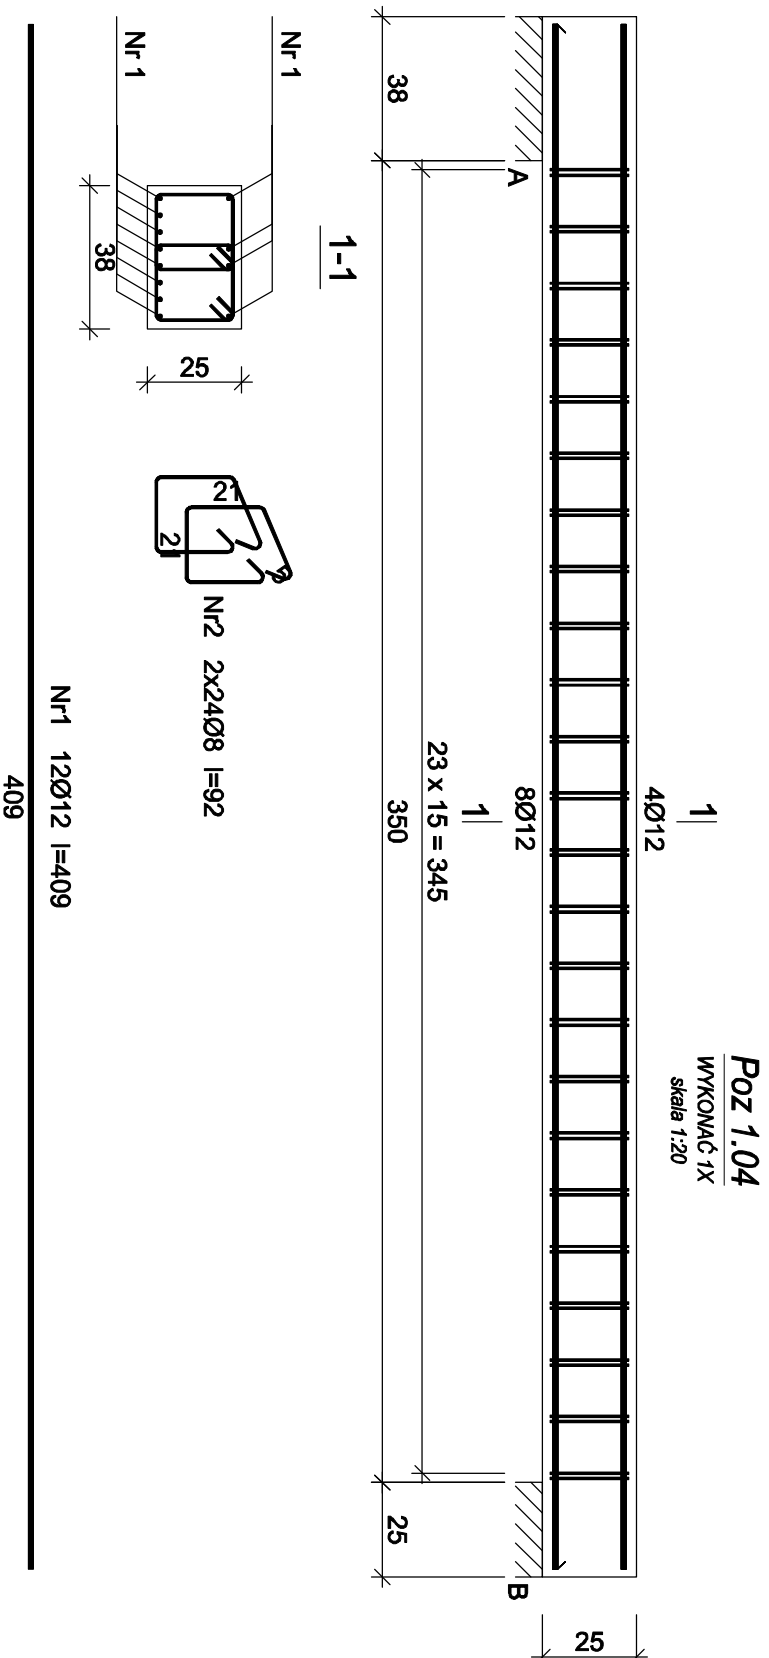 Poz 1.04
WYKONAĆ 1X
skala 1:20
1
4Ø12
8Ø12
1
A
B
25
23 x 15 = 345
38
350
25
1-1
Nr 1
Nr 1
38
25
21
2
Nr2 2x24Ø8 l=92
Nr1 12Ø12 l=409
409